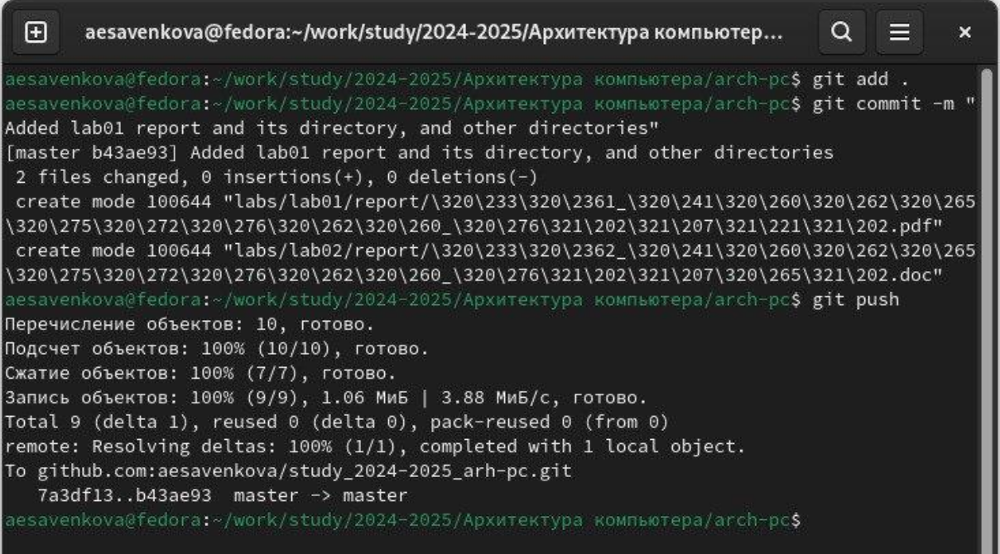 aesavenkova@fedora:~/work/study/2024-2025/Архитектура компьютер...
aesavenkova@fedora:~/work/study/2024-2025/Архитектура компьютера/arch-pc$ git add .
aesavenkova@fedora:~/work/study/2024-2025/Архитектура компьютера/arch-pc$ git commit -m "
Added lab01 report and its directory, and other directories"
[master b43ae93] Added lab01 report and its directory, and other directories
 2 files changed, 0 insertions(+), 0 deletions(-)
 create mode 100644 "labs/lab01/report/\320\233\320\2361_\320\241\320\260\320\262\320\265
\320\275\320\272\320\276\320\262\320\260_\320\276\321\202\321\207\321\221\321\202.pdf"
 create mode 100644 "labs/lab02/report/\320\233\320\2362_\320\241\320\260\320\262\320\265
\320\275\320\272\320\276\320\262\320\260_\320\276\321\202\321\207\320\265\321\202.doc"
aesavenkova@fedora:~/work/study/2024-2025/Архитектура компьютера/arch-pc$ git push
Перечисление объектов: 10, готово.
Подсчет объектов: 100% (10/10), готово.
Сжатие объектов: 100% (7/7), готово.
Запись объектов: 100% (9/9), 1.06 МиБ | 3.88 МиБ/с, готово.
Total 9 (delta 1), reused 0 (delta 0), pack-reused 0 (from 0)
remote: Resolving deltas: 100% (1/1), completed with 1 local object.
To github.com:aesavenkova/study_2024-2025_arh-pc.git
   7a3df13..b43ae93  master -> master
aesavenkova@fedora:~/work/study/2024-2025/Архитектура компьютера/arch-pc$